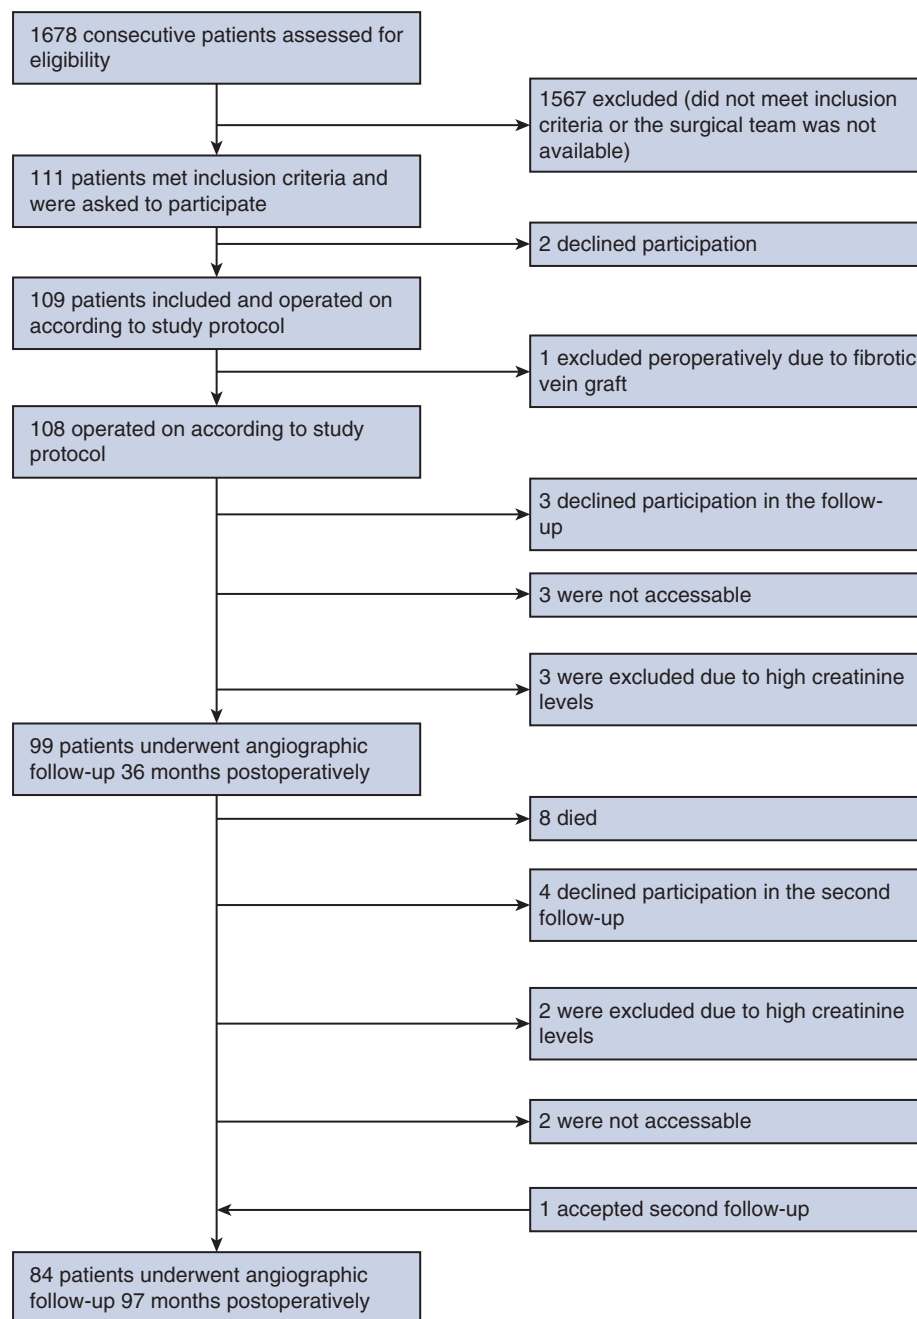 1678 consecutive patients assessed for
eligibility
1567 excluded (did not meet inclusion
criteria or the surgical team was not
available)
111 patients met inclusion criteria and
were asked to participate
2 declined participation
109 patients included and operated on
according to study protocol
1 excluded peroperatively due to fibrotic
vein graft
108 operated on according to study
protocol
3 declined participation in the follow-
up
3 were not accessable
3 were excluded due to high creatinine
levels
99 patients underwent angiographic
follow-up 36 months postoperatively
8 died
4 declined participation in the second
follow-up
2 were excluded due to high creatinine
levels
2 were not accessable
1 accepted second follow-up
84 patients underwent angiographic
follow-up 97 months postoperatively